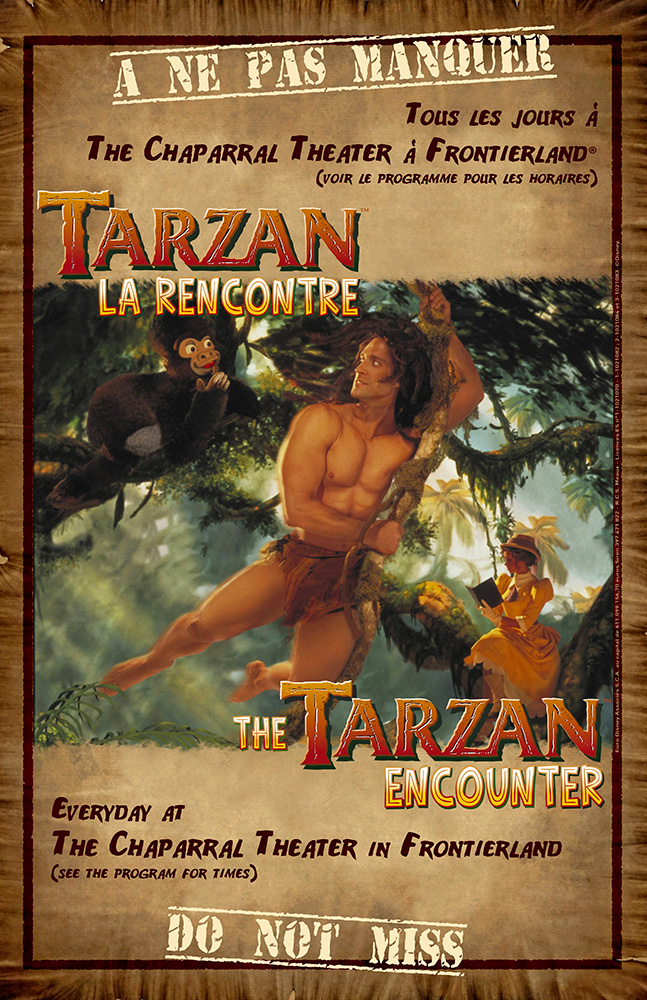 A NE PAS MANQUER
Tous les jours à
The Chaparral Theater à Frontierland®
(voir le programme pour les horaires)
TARZAN™
LA RENCONTRE
THE TARZAN
ENCOUNTER
Everyday at
The Chaparral Theater in Frontierland
(see the program for times)
DO NOT MISS